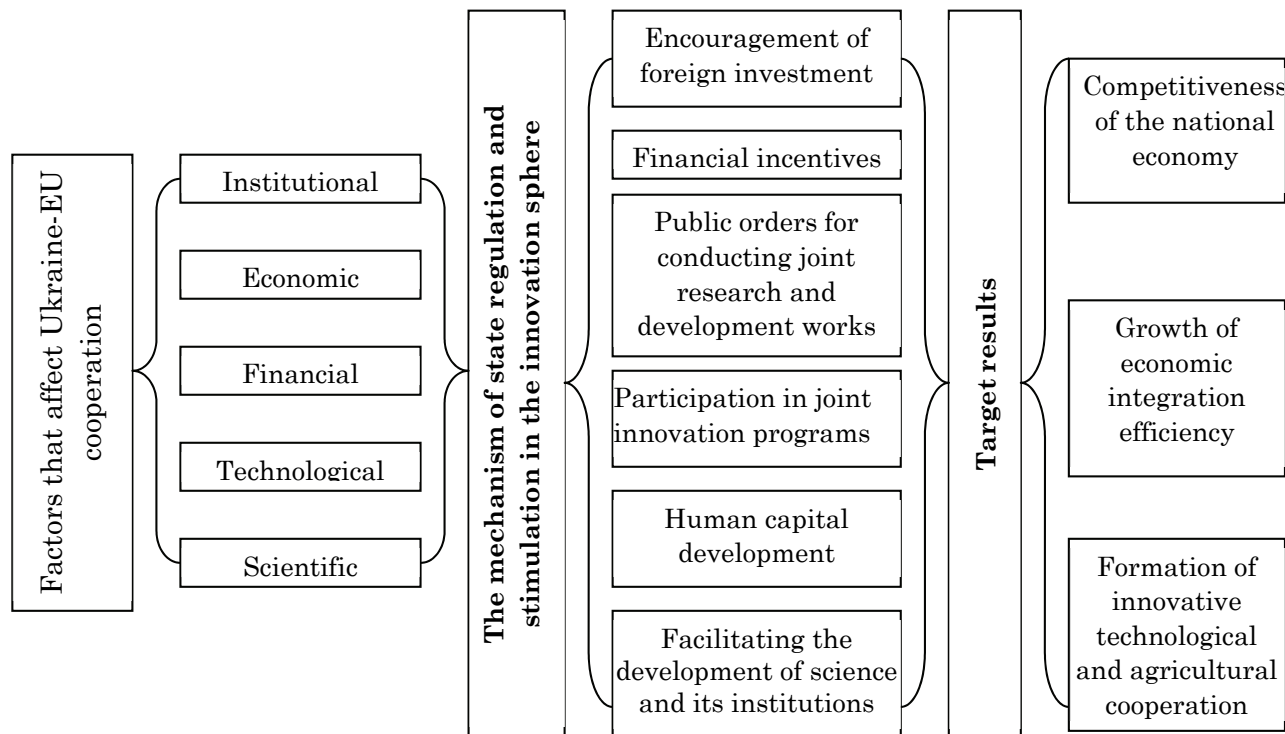 Factors that affect Ukraine-EU
cooperation
Institutional
Economic
Financial
Technological
Scientific
The mechanism of state regulation and
stimulation in the innovation sphere
Encouragement of
foreign investment
Financial incentives
Public orders for
conducting joint
research and
development works
Participation in joint
innovation programs
Human capital
development
Facilitating the
development of science
and its institutions
Target results
Competitiveness
of the national
economy
Growth of
economic
integration
efficiency
Formation of
innovative
technological
and agricultural
cooperation